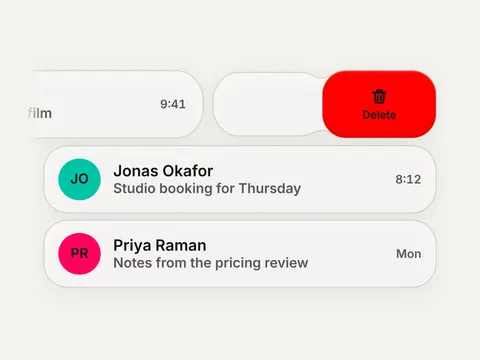 film
9:41
Delete
JO
Jonas Okafor
Studio booking for Thursday
8:12
PR
Priya Raman
Notes from the pricing review
Mon